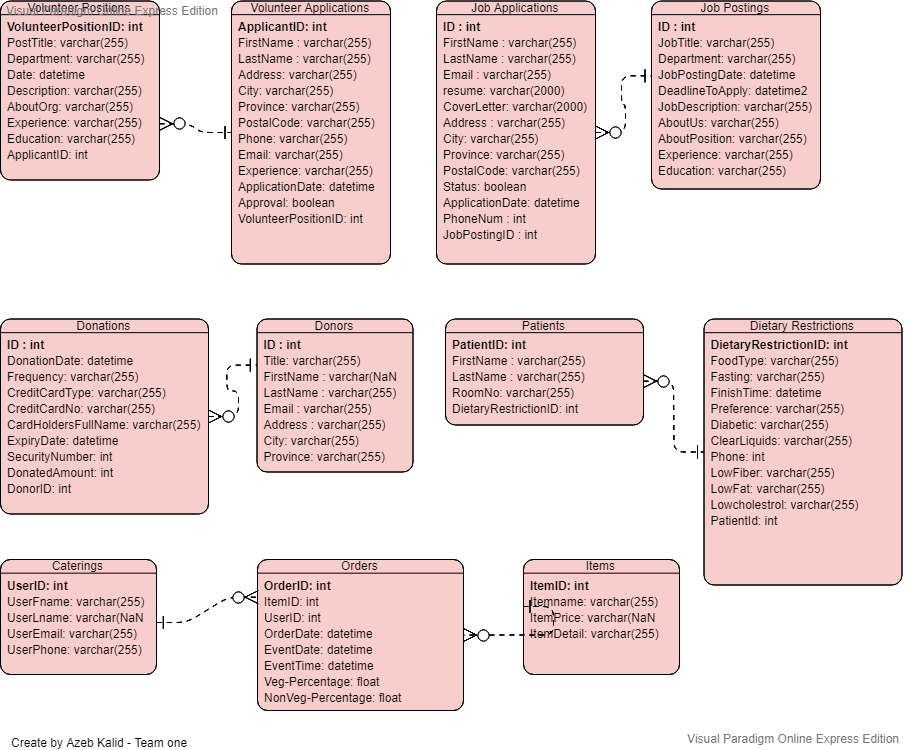 Visual Paradigm Online Express Edition
Volunteer Positions
VolunteerPositionID: int
PostTitle: varchar(255)
Department: varchar(255)
Date: datetime
Description: varchar(255)
AboutOrg: varchar(255)
Experience: varchar(255)
Education: varchar(255)
ApplicantID: int
Volunteer Applications
ApplicantID: int
FirstName : varchar(255)
LastName : varchar(255)
Address: varchar(255)
City: varchar(255)
Province: varchar(255)
PostalCode: varchar(255)
Phone: varchar(255)
Email: varchar(255)
Experience: varchar(255)
ApplicationDate: datetime
Approval: boolean
VolunteerPositionID: int
Job Applications
ID : int
FirstName : varchar(255)
LastName : varchar(255)
Email : varchar(255)
resume: varchar(2000)
CoverLetter: varchar(2000)
Address : varchar(255)
City: varchar(255)
Province: varchar(255)
PostalCode: varchar(255)
Status: boolean
ApplicationDate: datetime
PhoneNum : int
JobPostingID : int
Job Postings
ID : int
JobTitle: varchar(255)
Department: varchar(255)
JobPostingDate: datetime
DeadlineToApply: datetime2
JobDescription: varchar(255)
AboutUs: varchar(255)
AboutPosition: varchar(255)
Experience: varchar(255)
Education: varchar(255)
Donations
ID : int
DonationDate: datetime
Frequency: varchar(255)
CreditCardType: varchar(255)
CreditCardNo: varchar(255)
CardHoldersFullName: varchar(255)
ExpiryDate: datetime
SecurityNumber: int
DonatedAmount: int
DonorID: int
Donors
ID : int
Title: varchar(255)
FirstName : varchar(NaN
LastName : varchar(255)
Email : varchar(255)
Address : varchar(255)
City: varchar(255)
Province: varchar(255)
Patients
PatientID: int
FirstName : varchar(255)
LastName : varchar(255)
RoomNo: varchar(255)
DietaryRestrictionID: int
Dietary Restrictions
DietaryRestrictionID: int
FoodType: varchar(255)
Fasting: varchar(255)
FinishTime: datetime
Preference: varchar(255)
Diabetic: varchar(255)
ClearLiquids: varchar(255)
Phone: int
LowFiber: varchar(255)
LowFat: varchar(255)
Lowcholestrol: varchar(255)
PatientId: int
Caterings
UserID: int
UserFname: varchar(255)
UserLname: varchar(NaN
UserEmail: varchar(255)
UserPhone: varchar(255)
Orders
OrderID: int
ItemID: int
UserID: int
OrderDate: datetime
EventDate: datetime
EventTime: datetime
Veg-Percentage: float
NonVeg-Percentage: float
Items
ItemID: int
Itemname: varchar(255)
ItemPrice: varchar(NaN
ItemDetail: varchar(255)
Create by Azeb Kalid - Team one
Visual Paradigm Online Express Edition